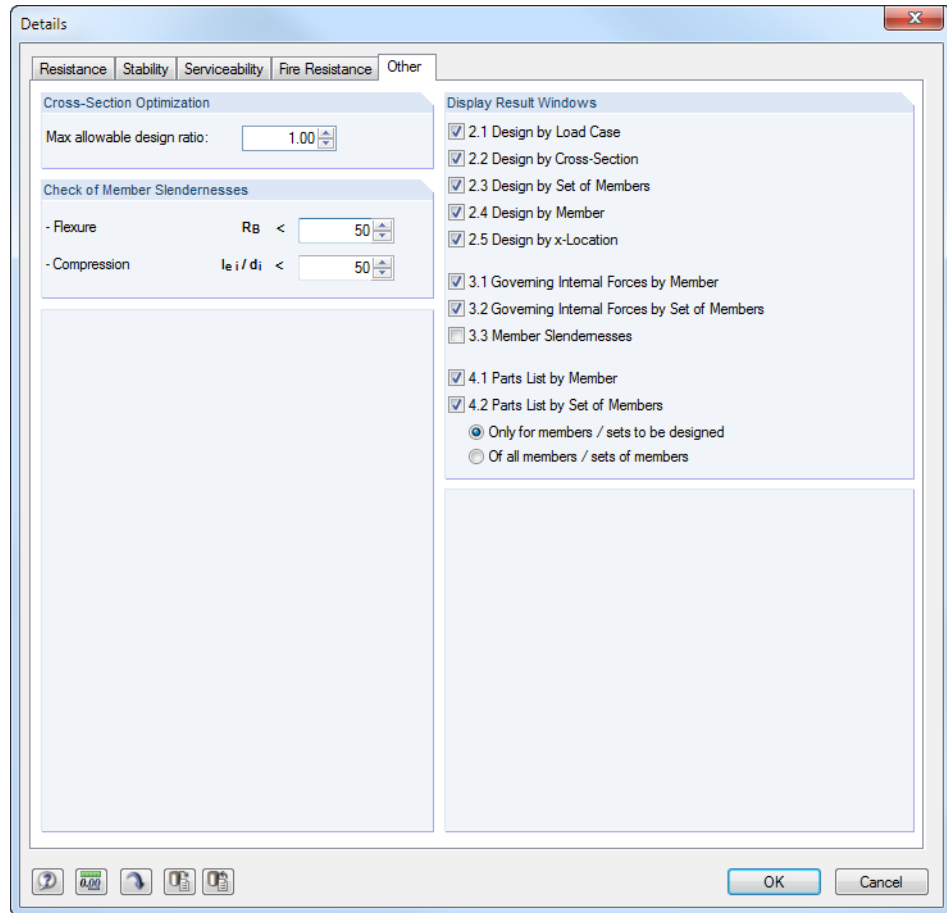 Details
Resistance Stability Serviceability Fire Resistance Other
Cross-Section Optimization
Max allowable design ratio: 1.00
Check of Member Slendernesses
- Flexure RB < 50
- Compression le i / di < 50
Display Result Windows
2.1 Design by Load Case
2.2 Design by Cross-Section
2.3 Design by Set of Members
2.4 Design by Member
2.5 Design by x-Location
3.1 Governing Internal Forces by Member
3.2 Governing Internal Forces by Set of Members
3.3 Member Slendernesses
4.1 Parts List by Member
4.2 Parts List by Set of Members
Only for members / sets to be designed
Of all members / sets of members
0.00
OK Cancel